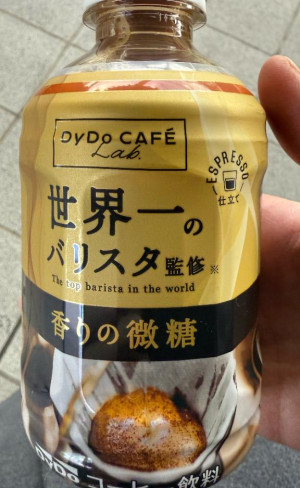 DyDo CAFÉ
Lab.
ESPRESSO
仕立て
世界一の
バリスタ監修※
The top barista in the world
香りの微糖
DyDo コーヒー飲料